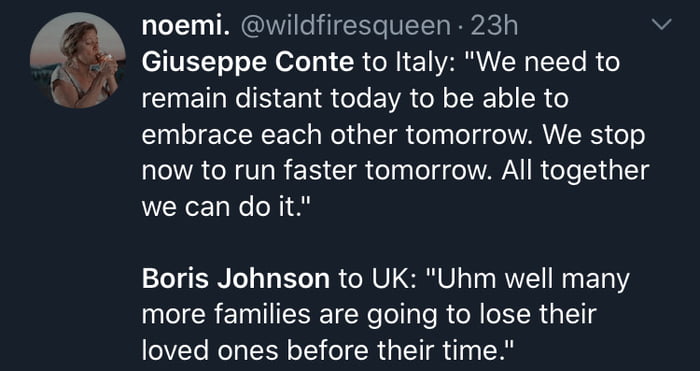 noemi. @wildfiresqueen · 23h
Giuseppe Conte to Italy: "We need to
remain distant today to be able to
embrace each other tomorrow. We stop
now to run faster tomorrow. All together
we can do it."
Boris Johnson to UK: "Uhm well many
more families are going to lose their
loved ones before their time."